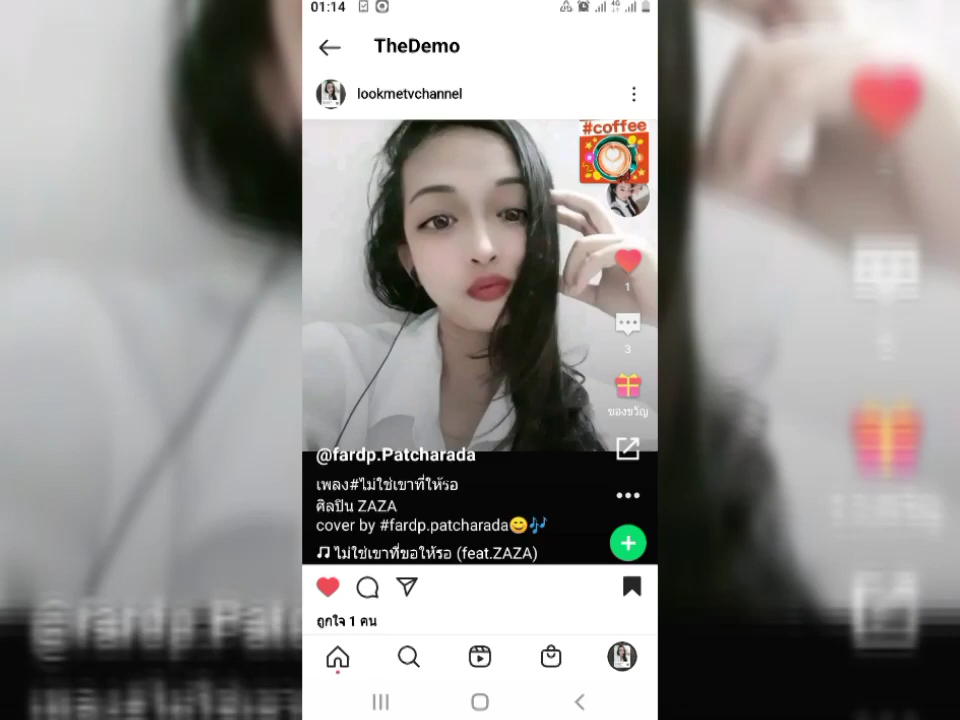 01:14
4G
TheDemo
lookmetvchannel
#coffee
1
3
ของขวัญ
@fardp.Patcharada
เพลง#ไม่ใช่เขาที่ให้รอ
ศิลปิน ZAZA
cover by #fardp.patcharada😊🎶
ไม่ใช่เขาที่ขอให้รอ (feat.ZAZA)
ถูกใจ 1 คน